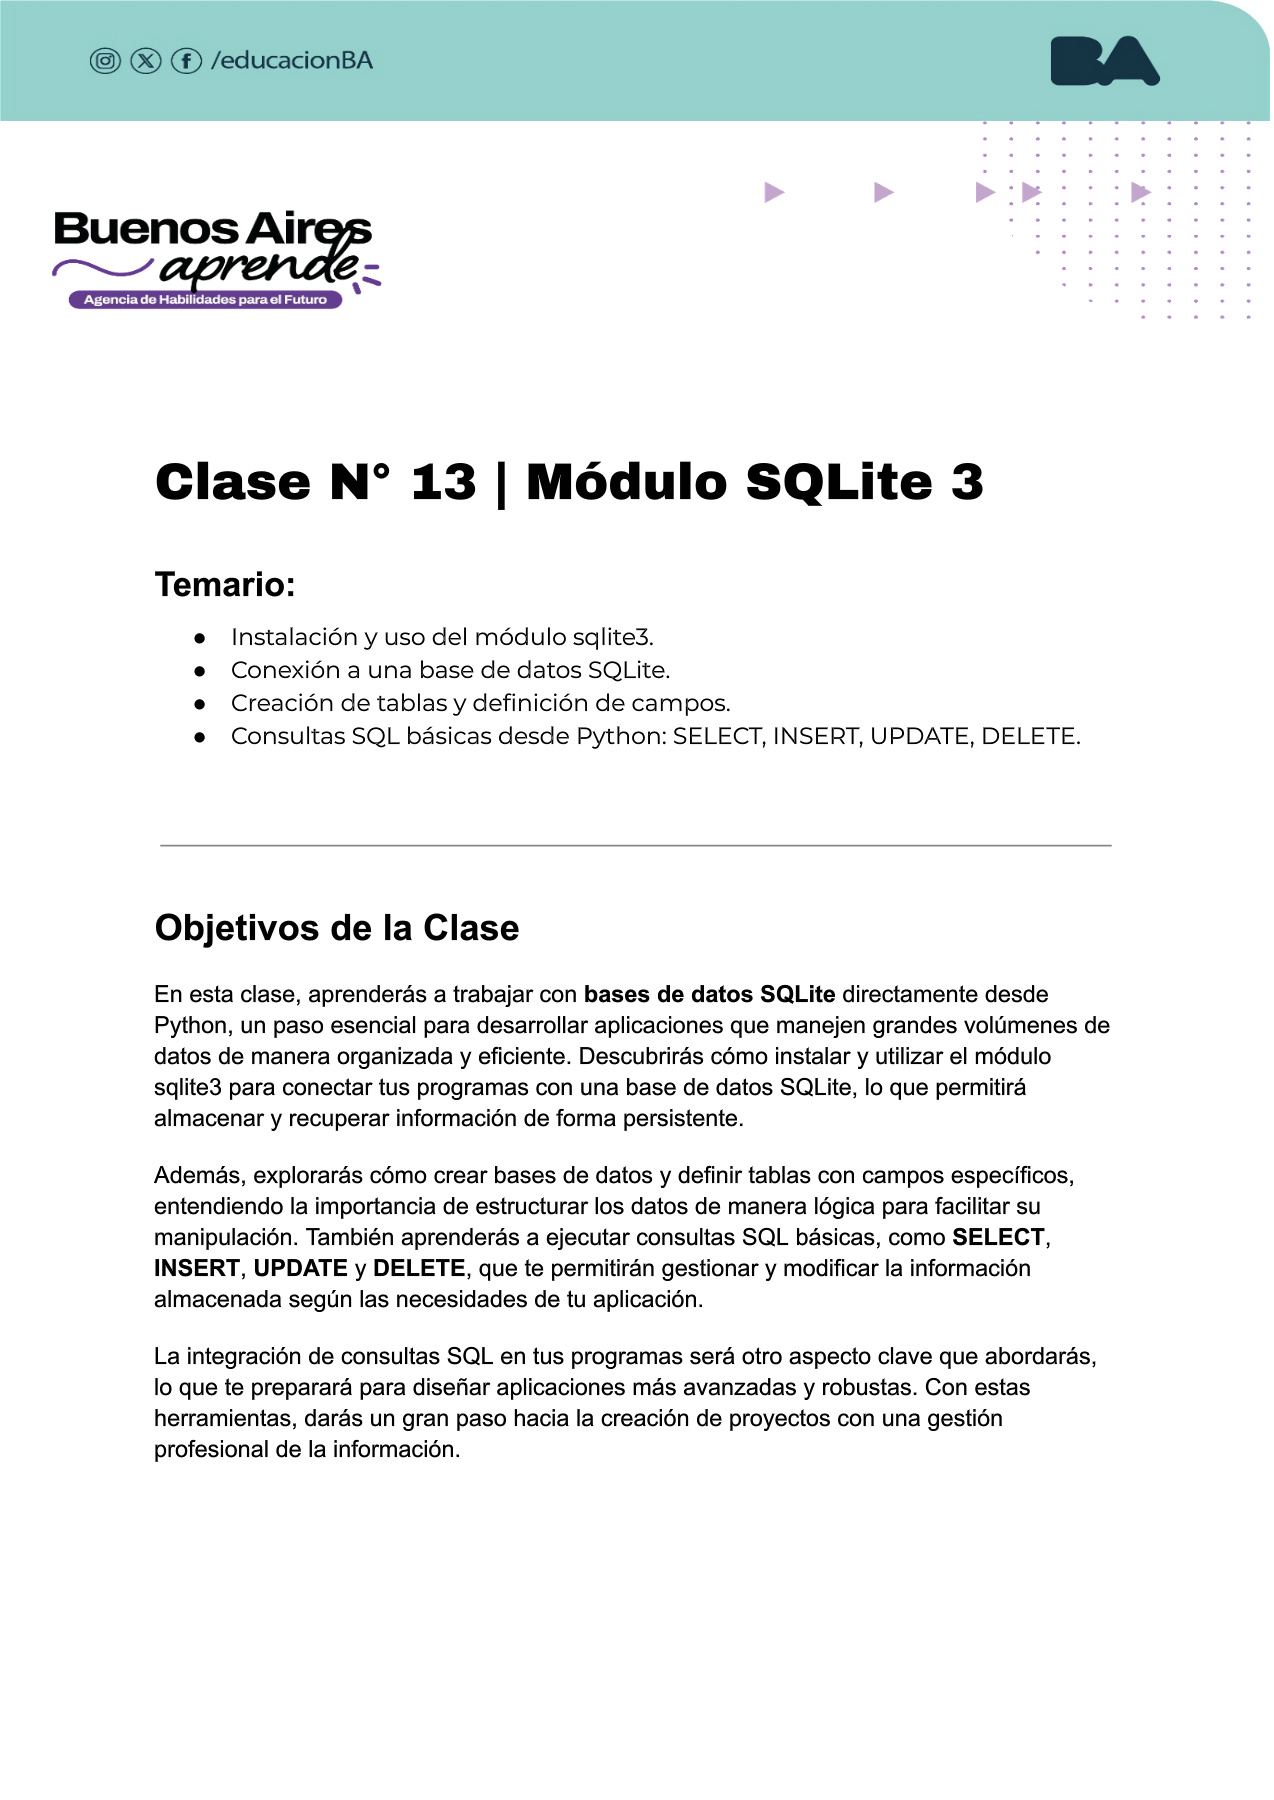 /educacionBA
BA
Buenos Aires
aprende
Agencia de Habilidades para el Futuro
Clase N° 13 | Módulo SQLite 3
Temario:
● Instalación y uso del módulo sqlite3.
● Conexión a una base de datos SQLite.
● Creación de tablas y definición de campos.
● Consultas SQL básicas desde Python: SELECT, INSERT, UPDATE, DELETE.
Objetivos de la Clase
En esta clase, aprenderás a trabajar con bases de datos SQLite directamente desde
Python, un paso esencial para desarrollar aplicaciones que manejen grandes volúmenes de
datos de manera organizada y eficiente. Descubrirás cómo instalar y utilizar el módulo
sqlite3 para conectar tus programas con una base de datos SQLite, lo que permitirá
almacenar y recuperar información de forma persistente.
Además, explorarás cómo crear bases de datos y definir tablas con campos específicos,
entendiendo la importancia de estructurar los datos de manera lógica para facilitar su
manipulación. También aprenderás a ejecutar consultas SQL básicas, como SELECT,
INSERT, UPDATE y DELETE, que te permitirán gestionar y modificar la información
almacenada según las necesidades de tu aplicación.
La integración de consultas SQL en tus programas será otro aspecto clave que abordarás,
lo que te preparará para diseñar aplicaciones más avanzadas y robustas. Con estas
herramientas, darás un gran paso hacia la creación de proyectos con una gestión
profesional de la información.